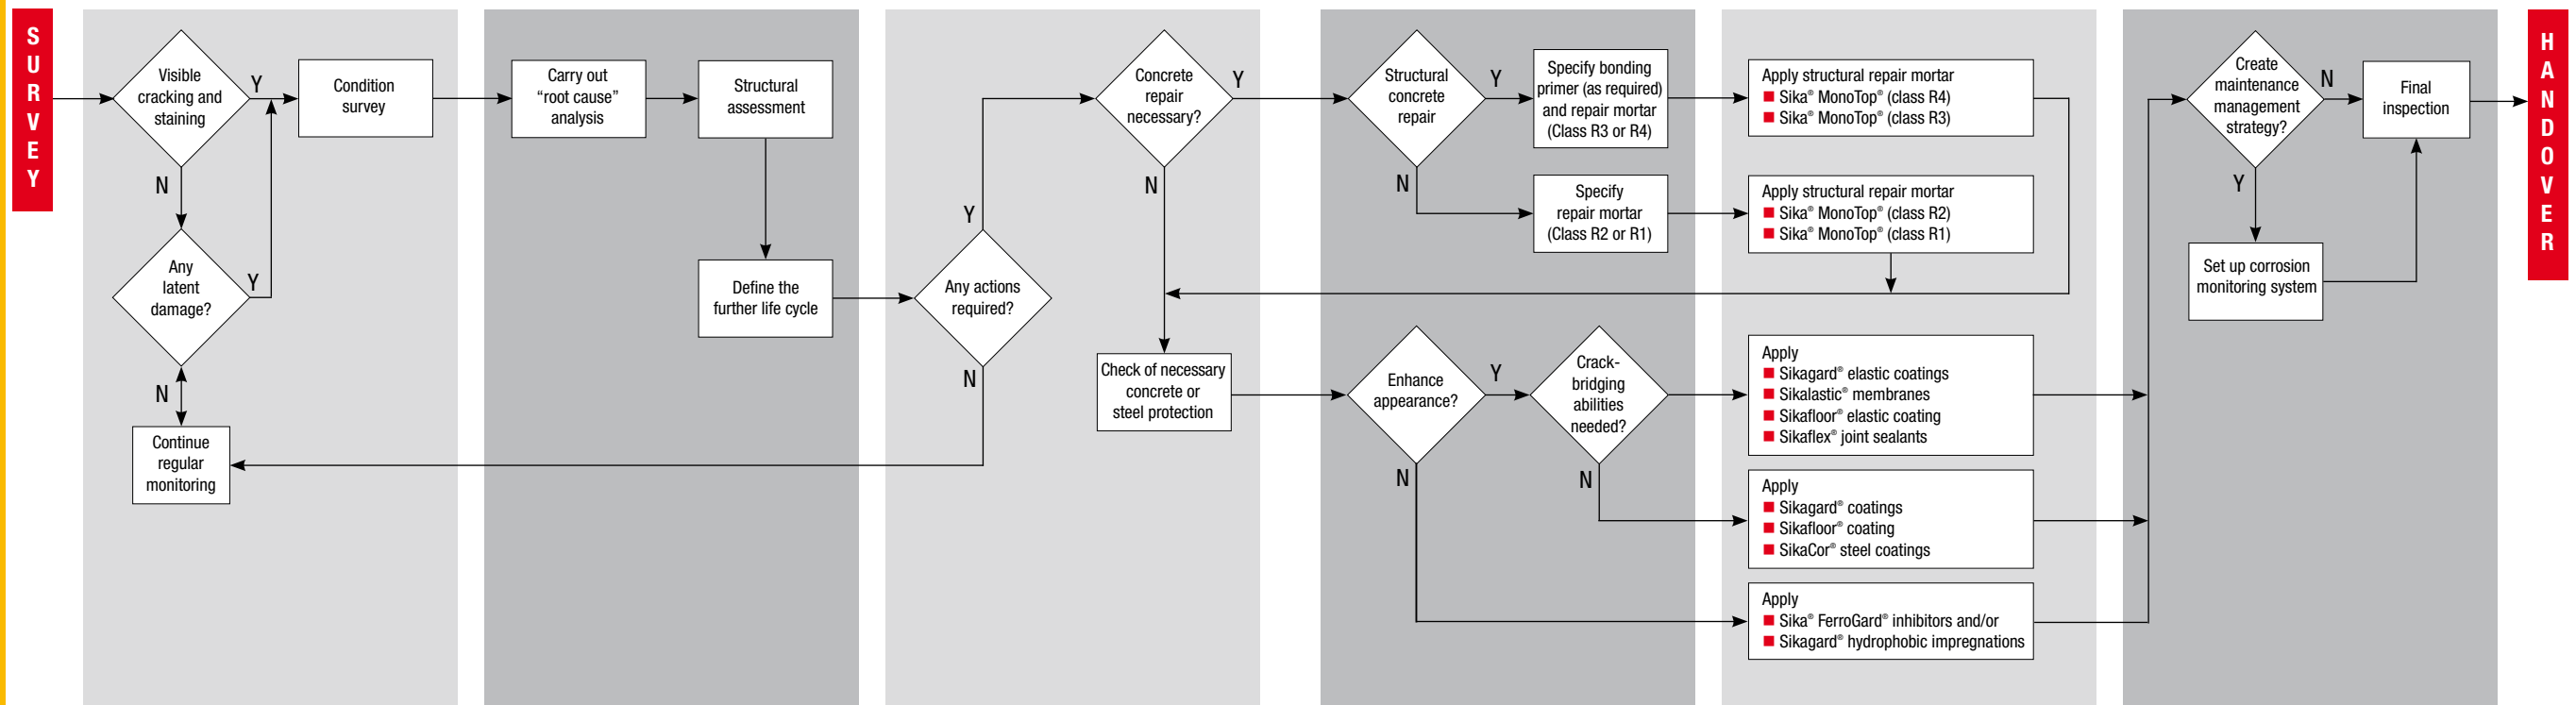 SURVEY
Visible
cracking and
staining
Y
N
Any
latent
damage?
Y
N
Continue
regular
monitoring
Condition
survey
Carry out
“root cause”
analysis
Structural
assessment
Define the
further life cycle
Any actions
required?
Y
N
Concrete
repair
necessary?
Y
N
Check of necessary
concrete or
steel protection
Structural
concrete
repair
Y
N
Specify bonding
primer (as required)
and repair mortar
(Class R3 or R4)
Specify
repair mortar
(Class R2 or R1)
Apply structural repair mortar
Sika® MonoTop® (class R4)
Sika® MonoTop® (class R3)
Apply structural repair mortar
Sika® MonoTop® (class R2)
Sika® MonoTop® (class R1)
Enhance
appearance?
Y
N
Crack-
bridging
abilities
needed?
N
Apply
Sikagard® elastic coatings
Sikalastic® membranes
Sikafloor® elastic coating
Sikaflex® joint sealants
Apply
Sikagard® coatings
Sikafloor® coating
SikaCor® steel coatings
Apply
Sika® FerroGard® inhibitors and/or
Sikagard® hydrophobic impregnations
Create
maintenance
management
strategy?
N
Y
Set up corrosion
monitoring system
Final
inspection
HANDOVER